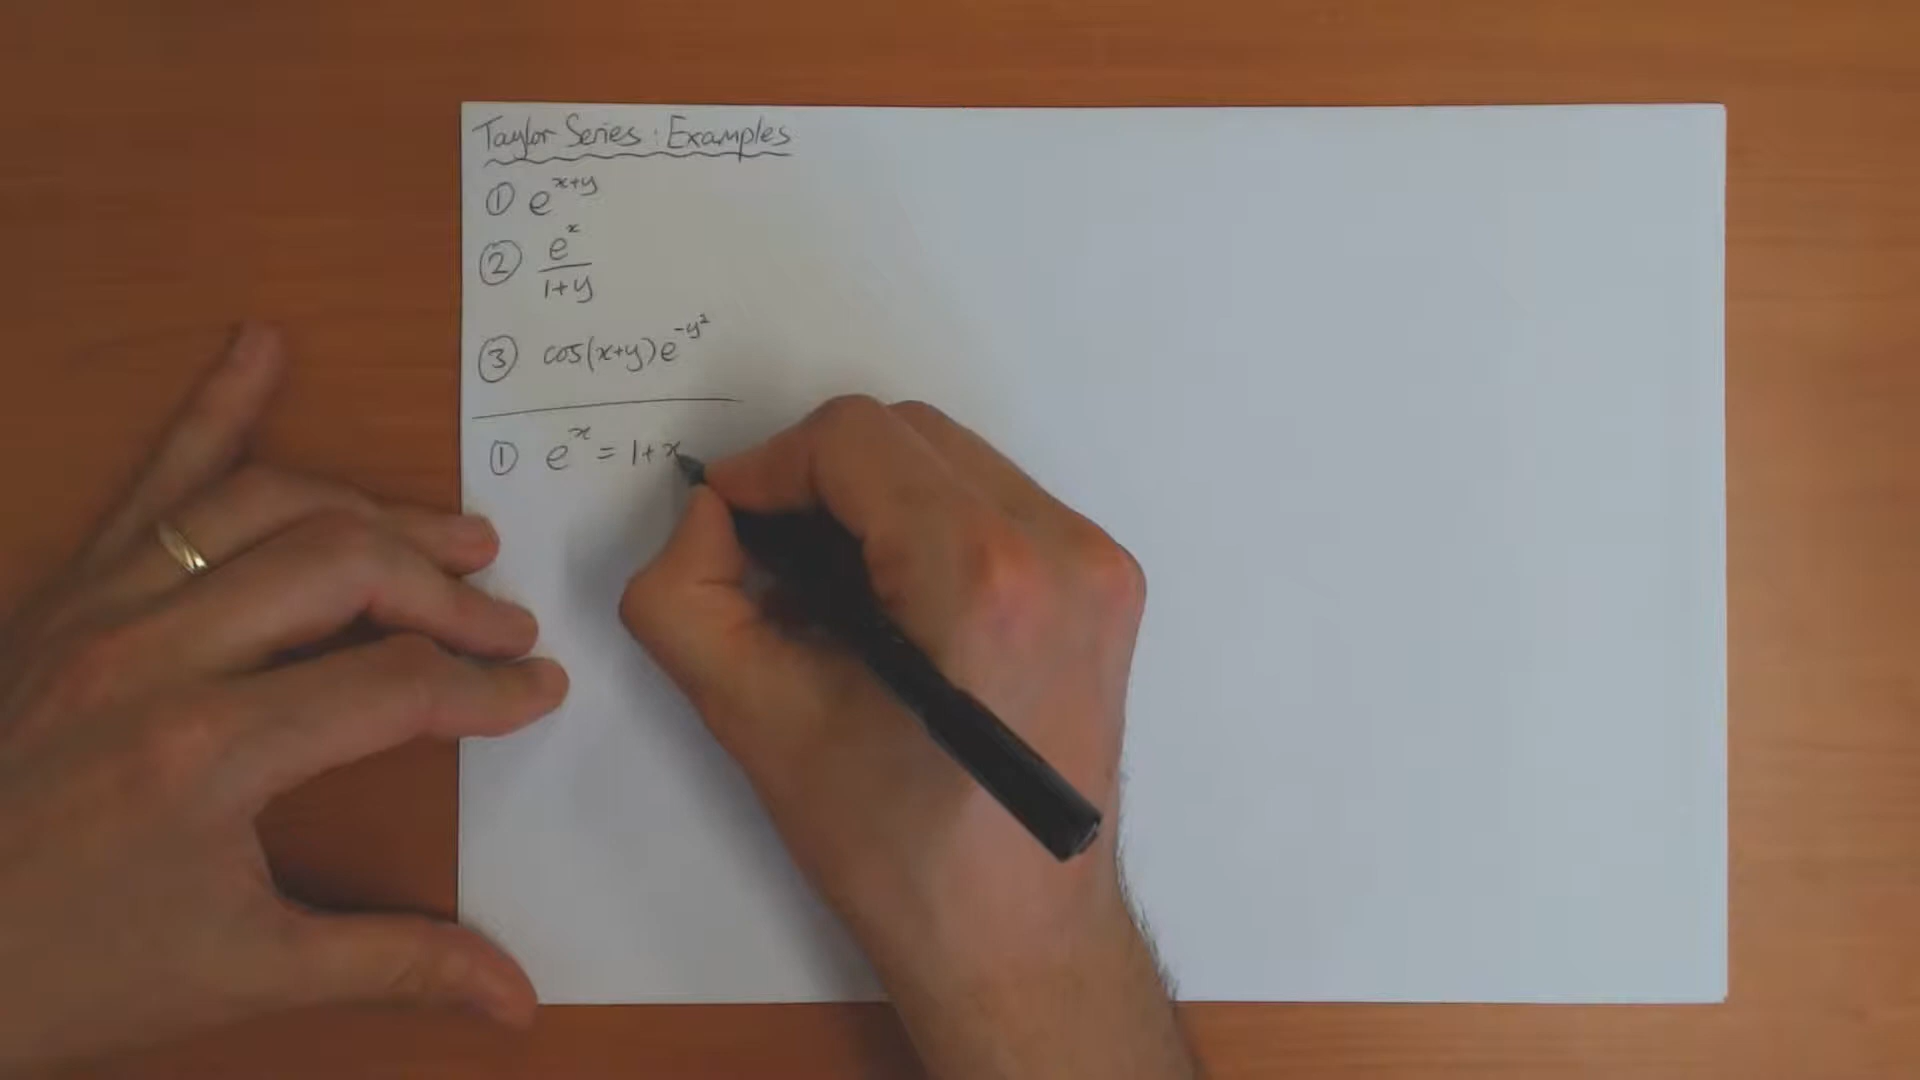 Taylor Series: Examples
① e^{x+y}
② e^x / (1+y)
③ cos(x+y)e^{-y²}
① e^x = 1+x